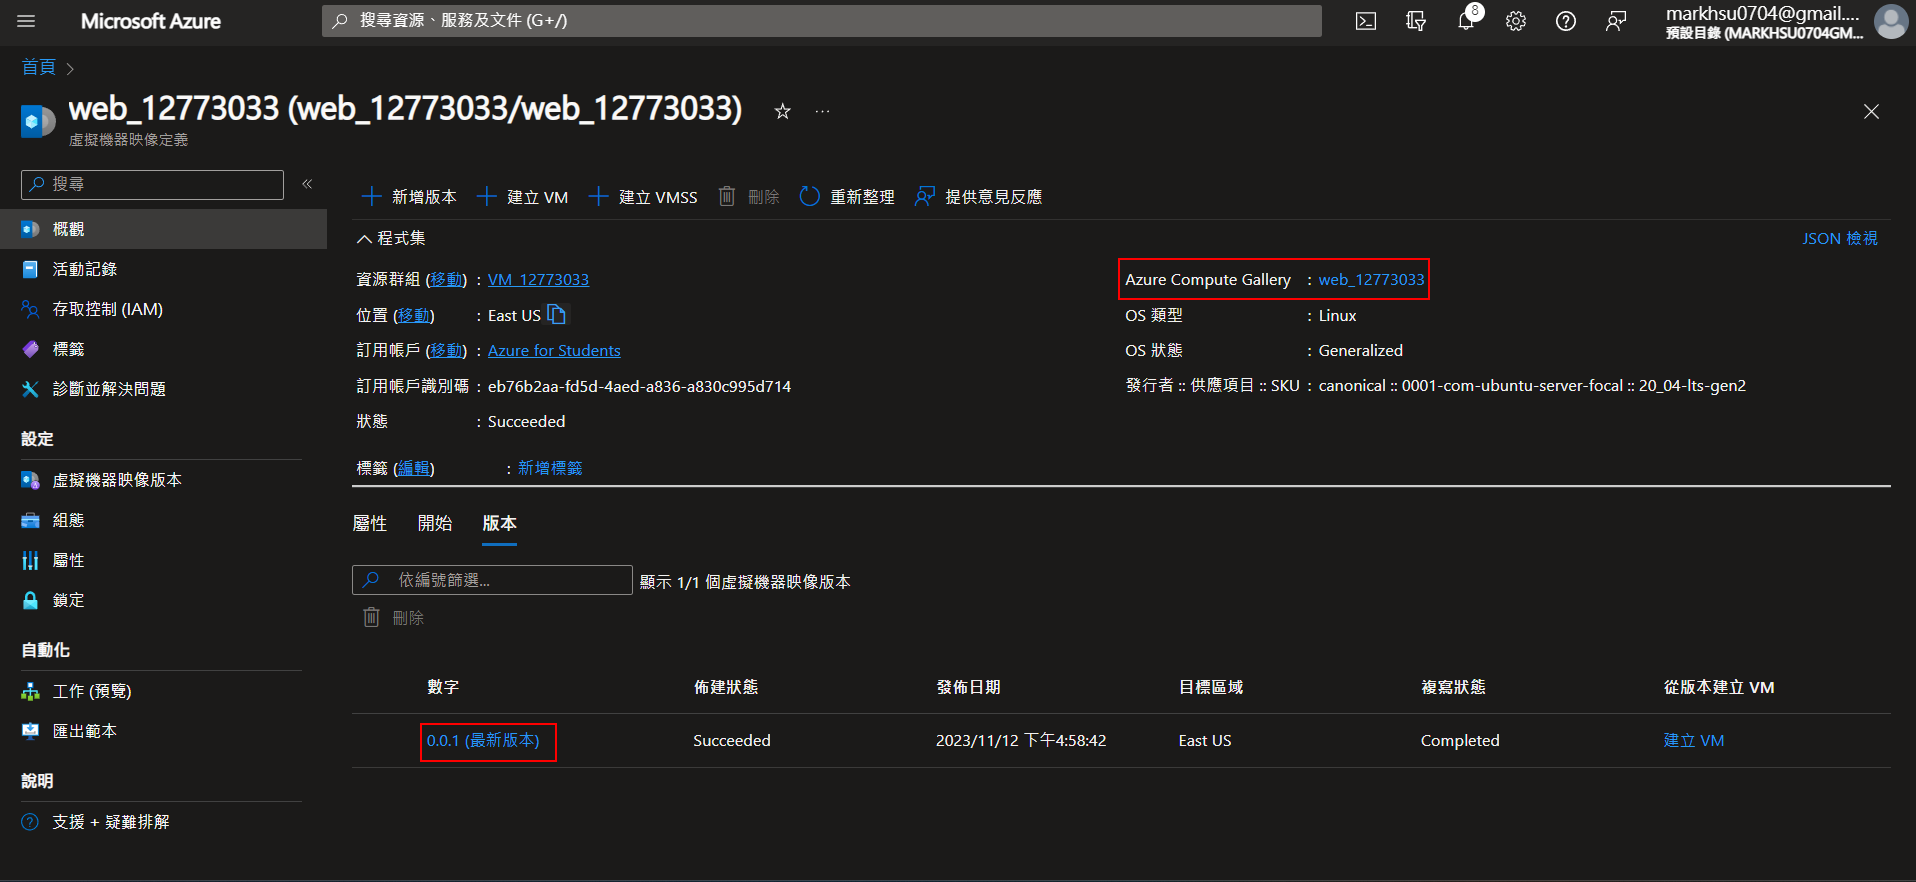 Microsoft Azure
搜尋資源、服務及文件 (G+/)
8
markhsu0704@gmail....
預設目錄 (MARKHSU0704GM...
首頁
web_12773033 (web_12773033/web_12773033)
虛擬機器映像定義
搜尋
概觀
活動記錄
存取控制 (IAM)
標籤
診斷並解決問題
設定
虛擬機器映像版本
組態
屬性
鎖定
自動化
工作 (預覽)
匯出範本
說明
支援 + 疑難排解
新增版本
建立 VM
建立 VMSS
刪除
重新整理
提供意見反應
程式集
JSON 檢視
資源群組 (移動) : VM_12773033
位置 (移動) : East US
訂用帳戶 (移動) : Azure for Students
訂用帳戶識別碼 : eb76b2aa-fd5d-4aed-a836-a830c995d714
狀態 : Succeeded
Azure Compute Gallery : web_12773033
OS 類型 : Linux
OS 狀態 : Generalized
發行者 :: 供應項目 :: SKU : canonical :: 0001-com-ubuntu-server-focal :: 20_04-lts-gen2
標籤 (編輯) : 新增標籤
屬性 開始 版本
依編號篩選...
顯示 1/1 個虛擬機器映像版本
刪除
數字 佈建狀態 發佈日期 目標區域 複寫狀態 從版本建立 VM
0.0.1 (最新版本) Succeeded 2023/11/12 下午4:58:42 East US Completed 建立 VM